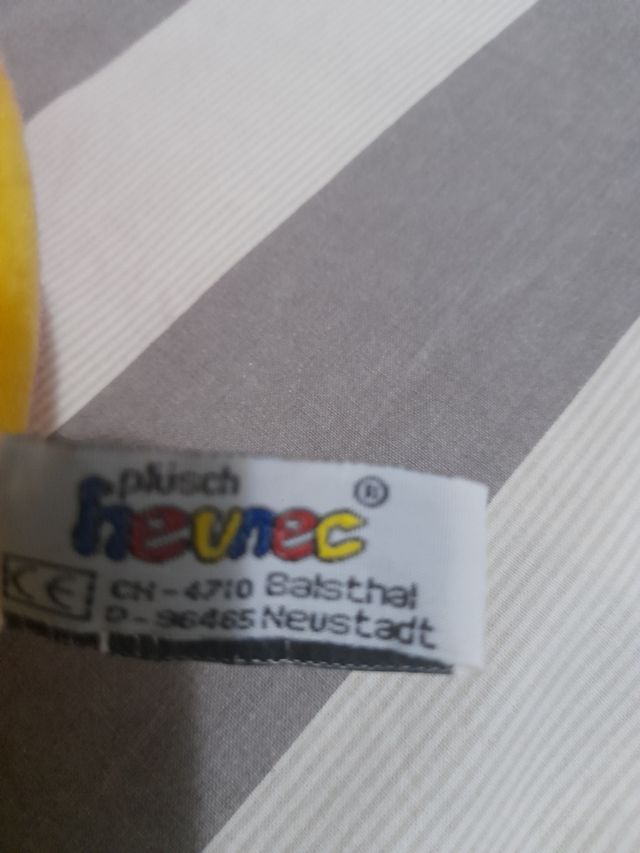 plüsch
heunec ®
CE CH-4710 Balsthal
D-96465 Neustadt